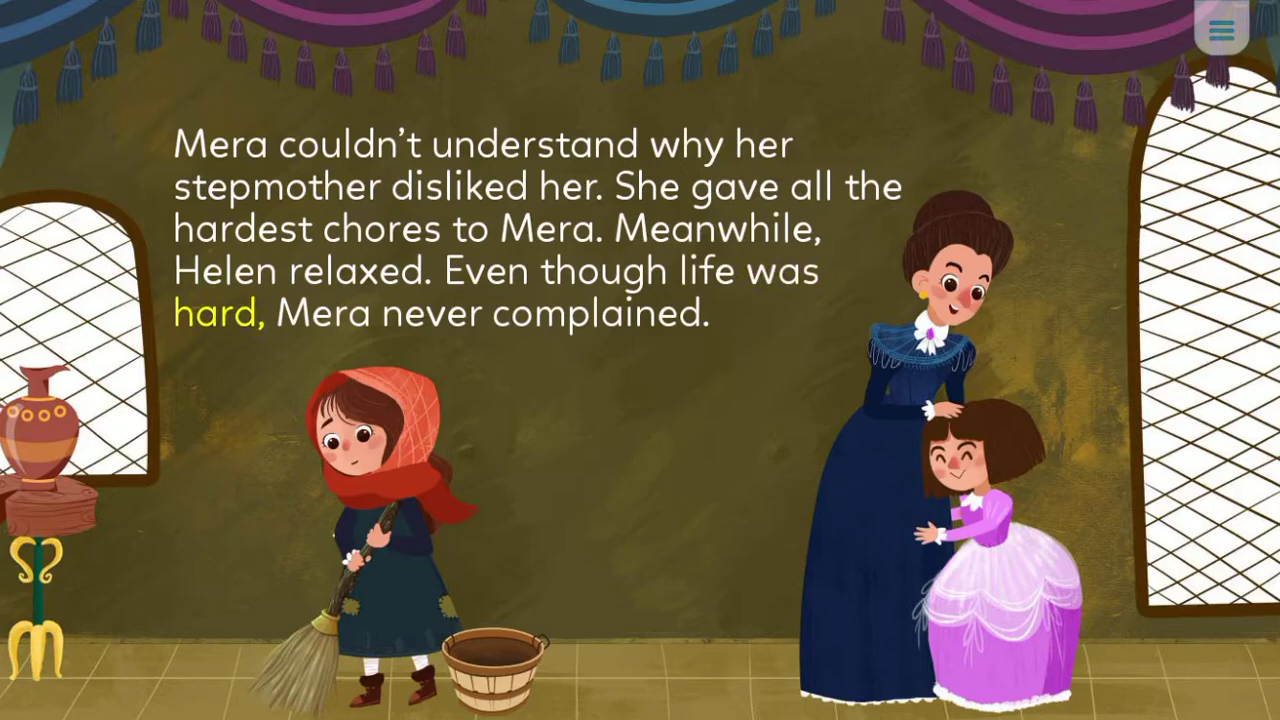 Mera couldn’t understand why her
stepmother disliked her. She gave all the
hardest chores to Mera. Meanwhile,
Helen relaxed. Even though life was
hard, Mera never complained.